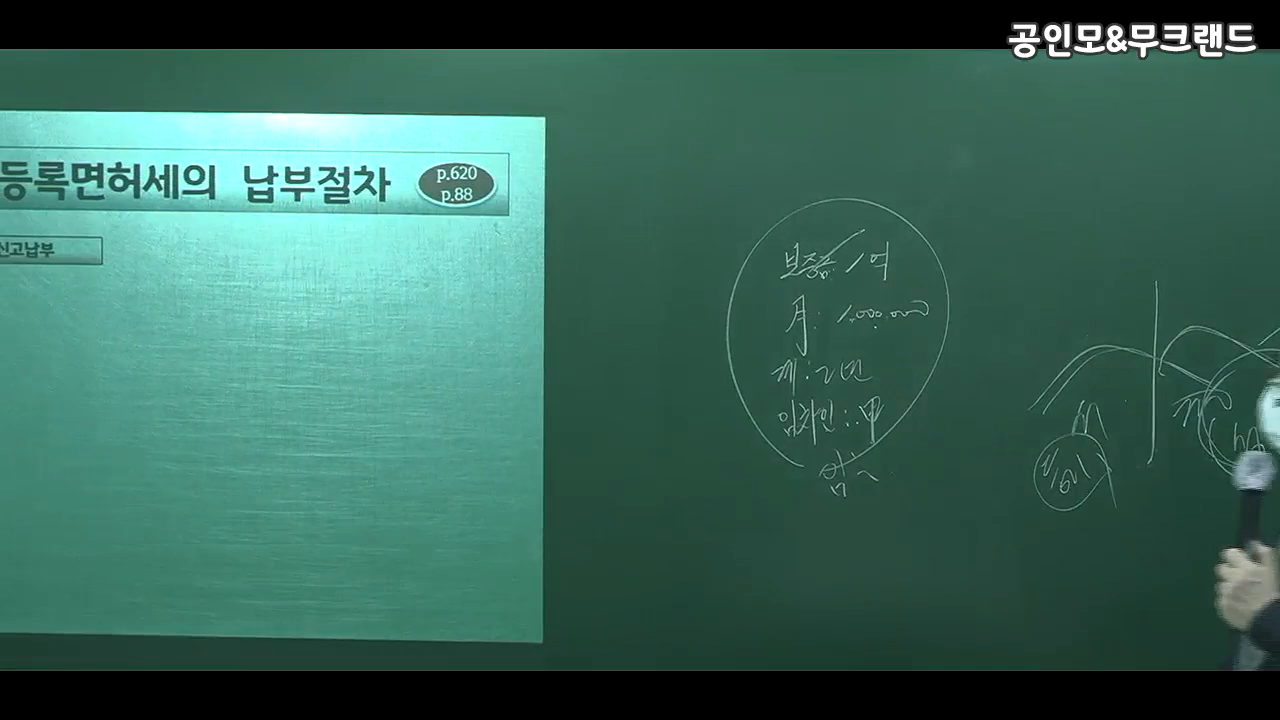 공인모&무크랜드
등록면허세의 납부절차
p.620
p.88
신고납부
보증금: 1억
月: 1,000,000
계: 2년
임차인: 甲